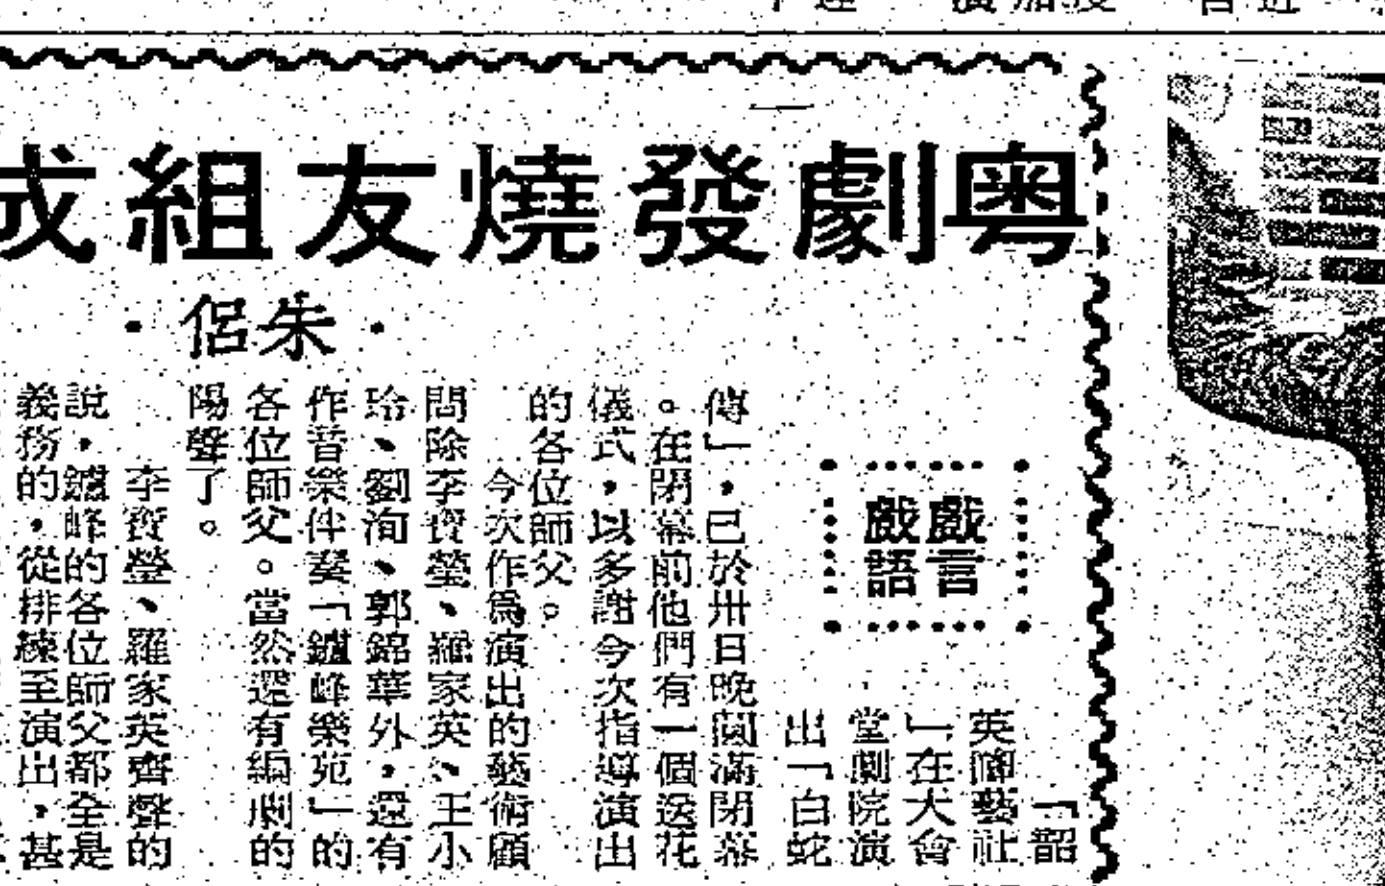 粵劇發燒友組成
·朱侶·
戲言
戲語
「韶
英藝社
」在大會
堂劇院演
出「白蛇
傳」,已於卅日晚圓滿閉幕
。在閉幕前他們有一個送花
儀式,以多謝今次指導演出
的各位師父。
今次作為演出的藝術顧
問除李寶瑩、羅家英、王小
玲、劉洵、郭錦華外,還有
作音樂伴奏「鑪峰樂苑」的
各位師父。當然還有編劇的
陽聲了。
李寶瑩、羅家英齊聲的
說,鑪峰的各位師父都全是
義務的,從排練至演出,甚